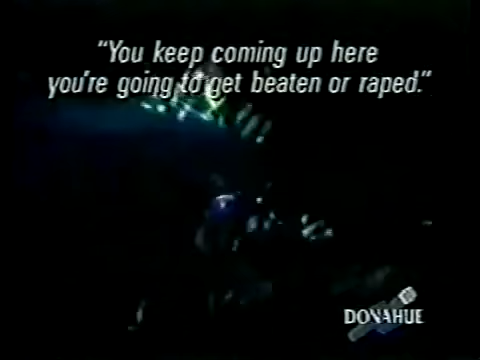 "You keep coming up here
you're going to get beaten or raped."
DONAHUE